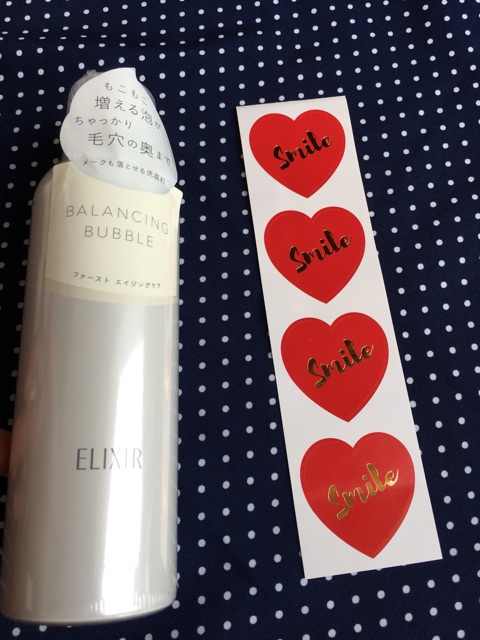 もこもこ
増える泡が
ちゃっかり
毛穴の奥まで
メークも落とせる洗顔料
BALANCING
BUBBLE
ファースト エイジングケア
ELIXIR
Smile
Smile
Smile
Smile